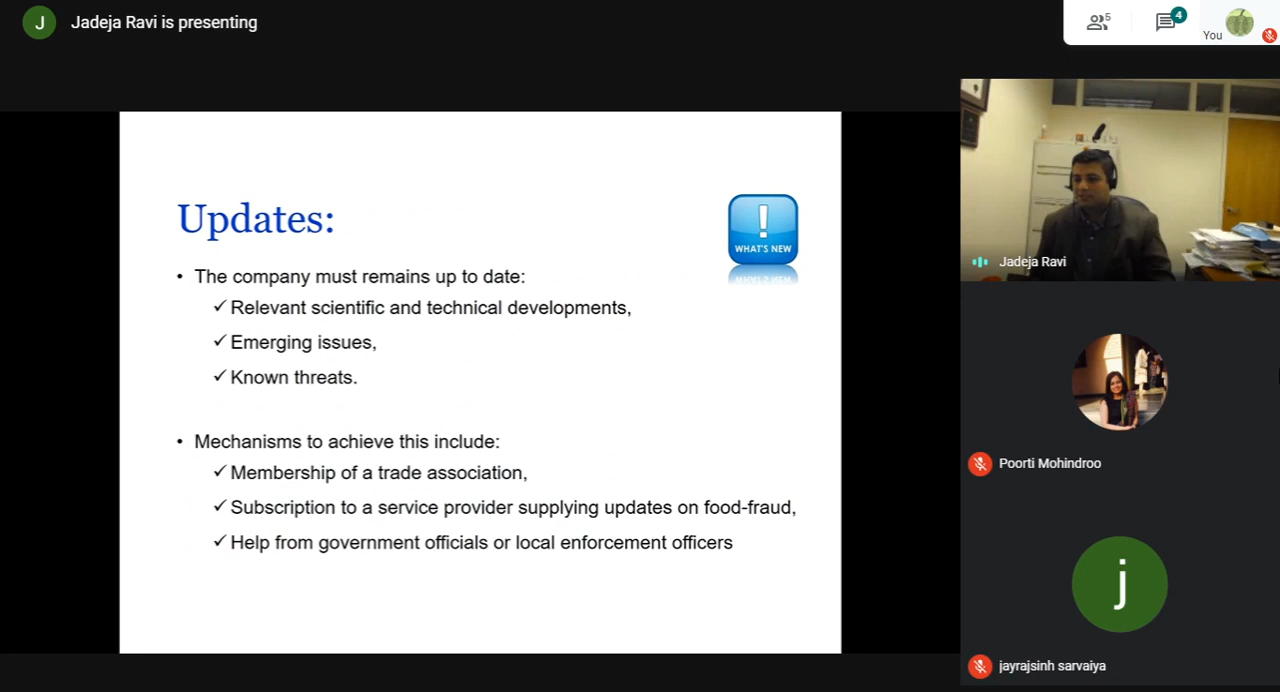 J
Jadeja Ravi is presenting
5
4
You
Updates:
WHAT'S NEW
• The company must remains up to date:
✓ Relevant scientific and technical developments,
✓ Emerging issues,
✓ Known threats.
• Mechanisms to achieve this include:
✓ Membership of a trade association,
✓ Subscription to a service provider supplying updates on food-fraud,
✓ Help from government officials or local enforcement officers
Jadeja Ravi
Poorti Mohindroo
j
jayrajsinh sarvaiya